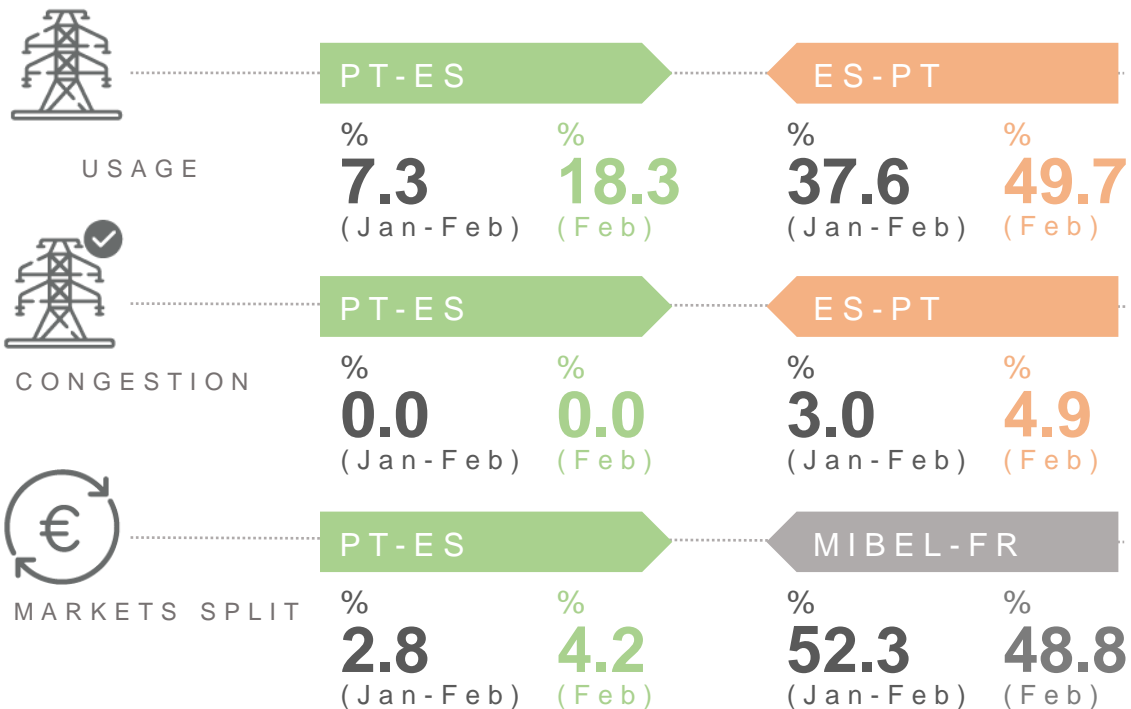 PT-ES ES-PT
% % % %
7.3 18.3 37.6 49.7
USAGE
(Jan-Feb) (Feb) (Jan-Feb) (Feb)
PT-ES ES-PT
% % % %
CONGESTION
0.0 0.0 3.0 4.9
(Jan-Feb) (Feb) (Jan-Feb) (Feb)
€
PT-ES MIBEL-FR
% % % %
MARKETS SPLIT
2.8 4.2 52.3 48.8
(Jan-Feb) (Feb) (Jan-Feb) (Feb)